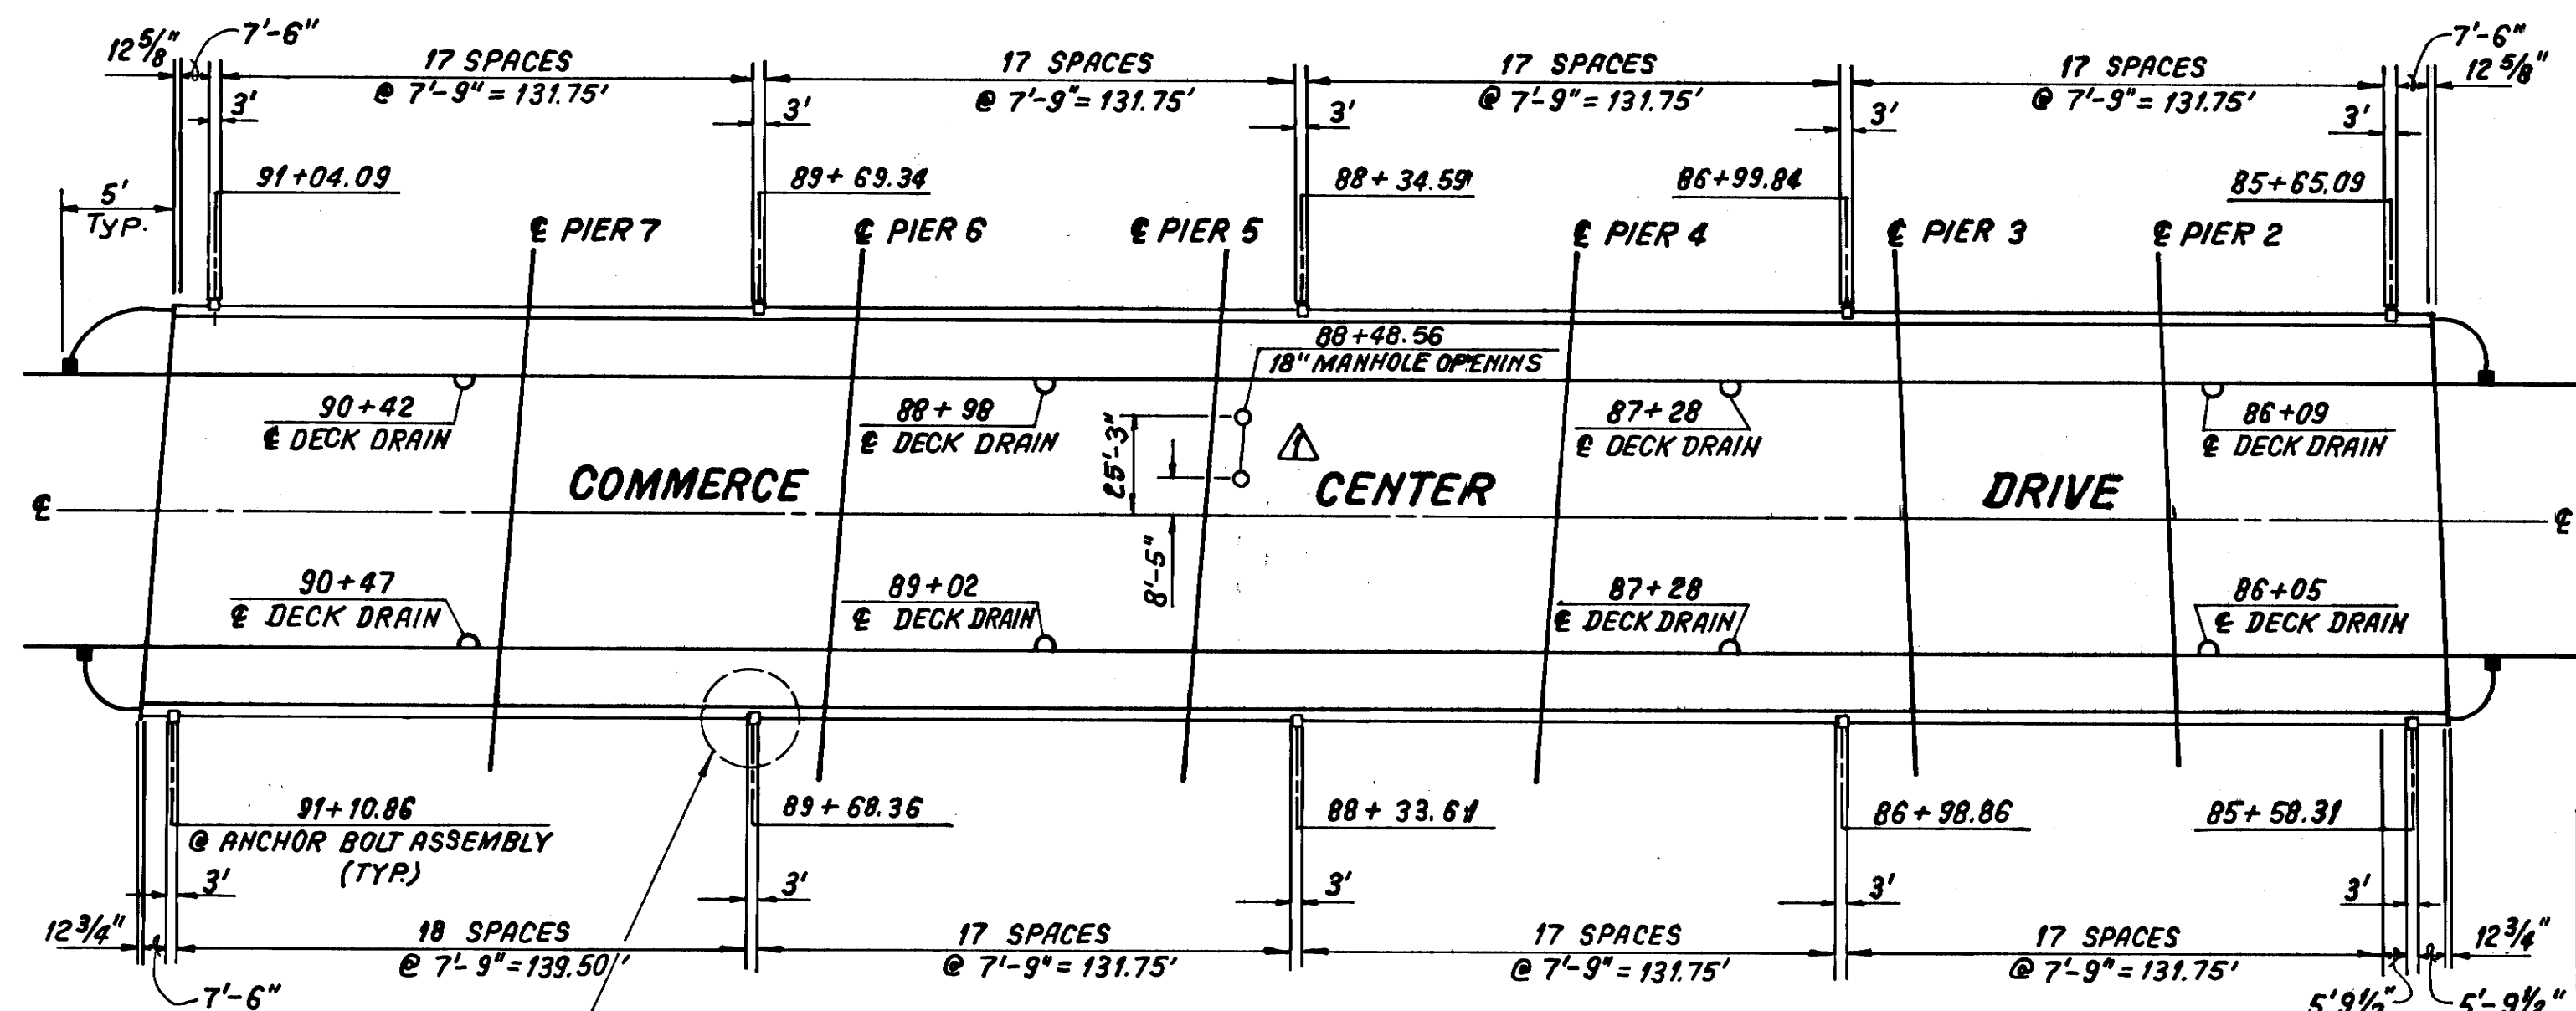 12 5/8"
7'-6"
17 SPACES
@ 7'-9" = 131.75'
17 SPACES
@ 7'-9" = 131.75'
17 SPACES
@ 7'-9" = 131.75'
17 SPACES
@ 7'-9" = 131.75'
7'-6"
12 5/8"
3'
3'
3'
3'
3'
5'
TYP.
91+04.09
89+69.34
88+34.59
86+99.84
85+65.09
℄ PIER 7
℄ PIER 6
℄ PIER 5
℄ PIER 4
℄ PIER 3
℄ PIER 2
88+48.56
18" MANHOLE OPENINS
90+42
℄ DECK DRAIN
88+98
℄ DECK DRAIN
25'-3"
1
87+28
℄ DECK DRAIN
86+09
℄ DECK DRAIN
COMMERCE CENTER DRIVE
℄
℄
8'-5"
90+47
℄ DECK DRAIN
89+02
℄ DECK DRAIN
87+28
℄ DECK DRAIN
86+05
℄ DECK DRAIN
91+10.86
@ ANCHOR BOLT ASSEMBLY
(TYP.)
89+68.36
88+33.61
86+98.86
85+58.31
3'
3'
3'
3'
3'
12 3/4"
7'-6"
18 SPACES
@ 7'-9" = 139.50'
17 SPACES
@ 7'-9" = 131.75'
17 SPACES
@ 7'-9" = 131.75'
17 SPACES
@ 7'-9" = 131.75'
12 3/4"
5'9 1/2"
5'-9 1/2"